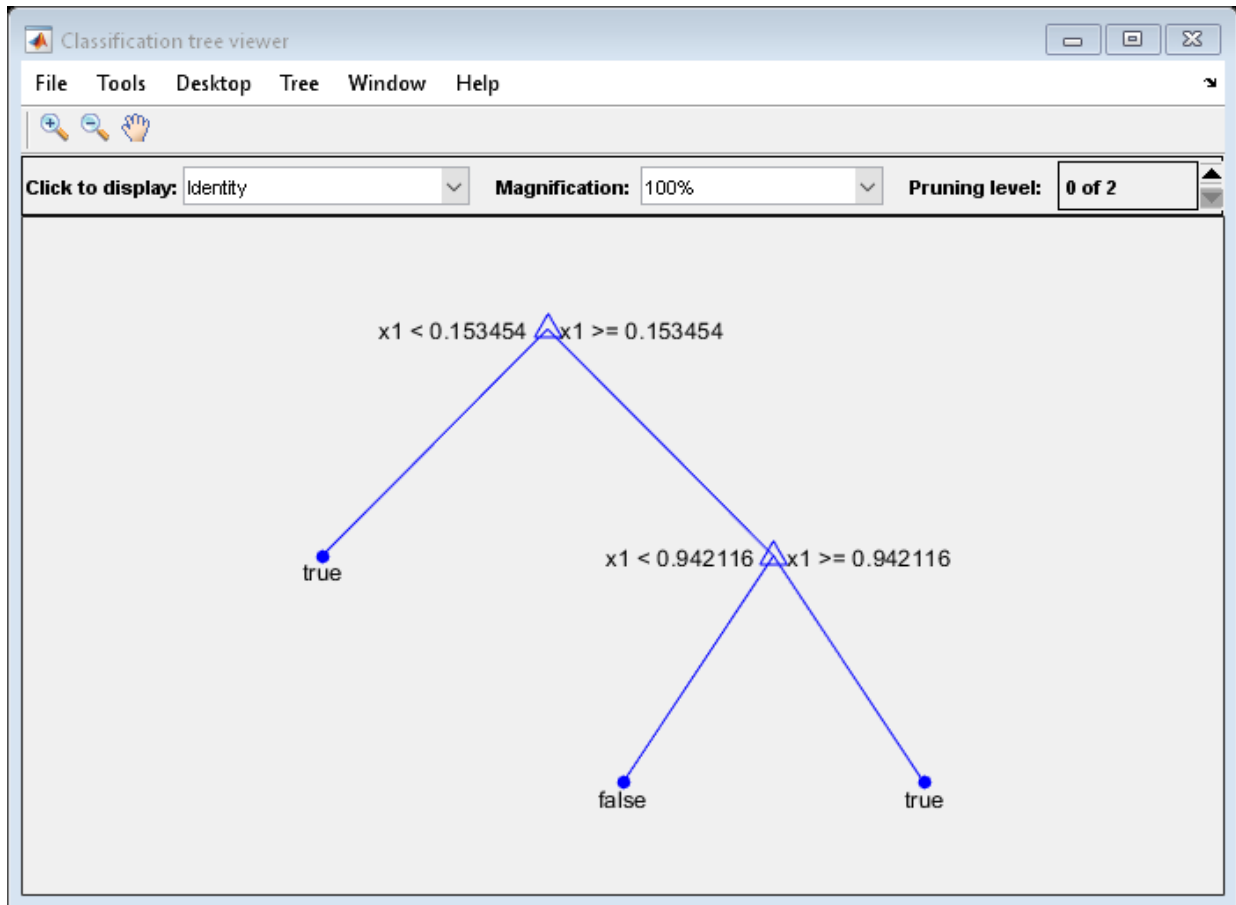 Classification tree viewer
File Tools Desktop Tree Window Help
Click to display: Identity Magnification: 100% Pruning level: 0 of 2
x1 < 0.153454 x1 >= 0.153454
true
x1 < 0.942116 x1 >= 0.942116
false
true